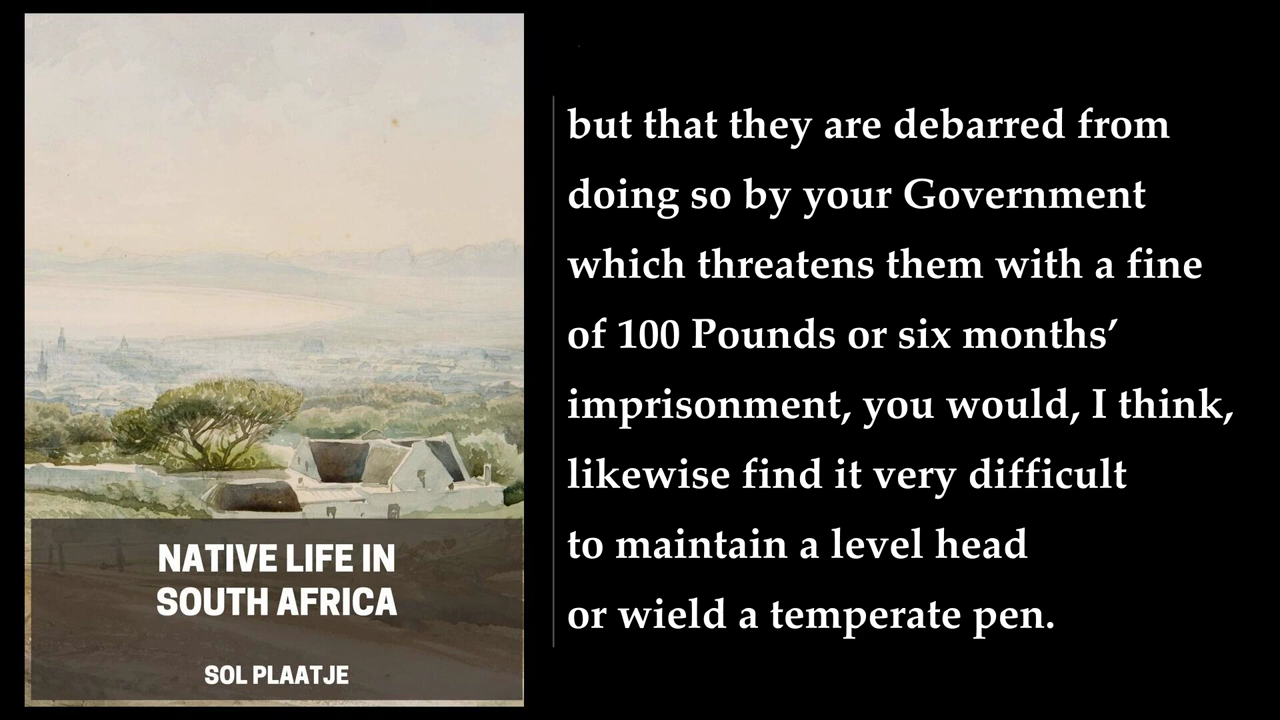 NATIVE LIFE IN
SOUTH AFRICA
SOL PLAATJE
but that they are debarred from
doing so by your Government
which threatens them with a fine
of 100 Pounds or six months’
imprisonment, you would, I think,
likewise find it very difficult
to maintain a level head
or wield a temperate pen.